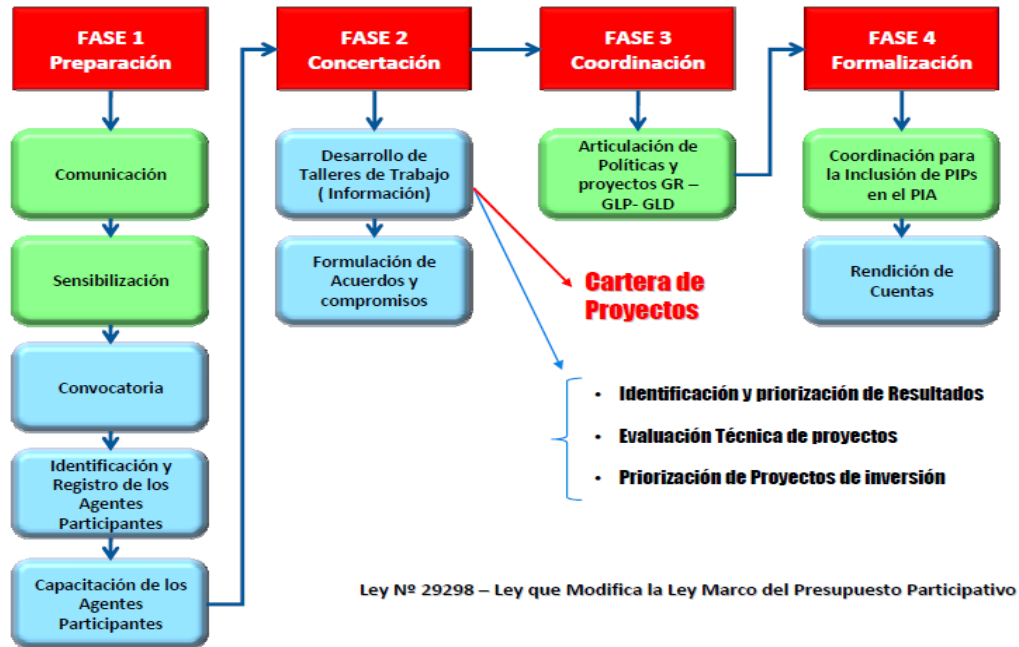 FASE 1
Preparación
Comunicación
Sensibilización
Convocatoria
Identificación y
Registro de los
Agentes
Participantes
Capacitación de los
Agentes
Participantes
FASE 2
Concertación
Desarrollo de
Talleres de Trabajo
( Información)
Formulación de
Acuerdos y
compromisos
FASE 3
Coordinación
Articulación de
Políticas y
proyectos GR –
GLP- GLD
FASE 4
Formalización
Coordinación para
la Inclusión de PIPs
en el PIA
Rendición de
Cuentas
Cartera de
Proyectos
• Identificación y priorización de Resultados
• Evaluación Técnica de proyectos
• Priorización de Proyectos de inversión
Ley Nº 29298 – Ley que Modifica la Ley Marco del Presupuesto Participativo